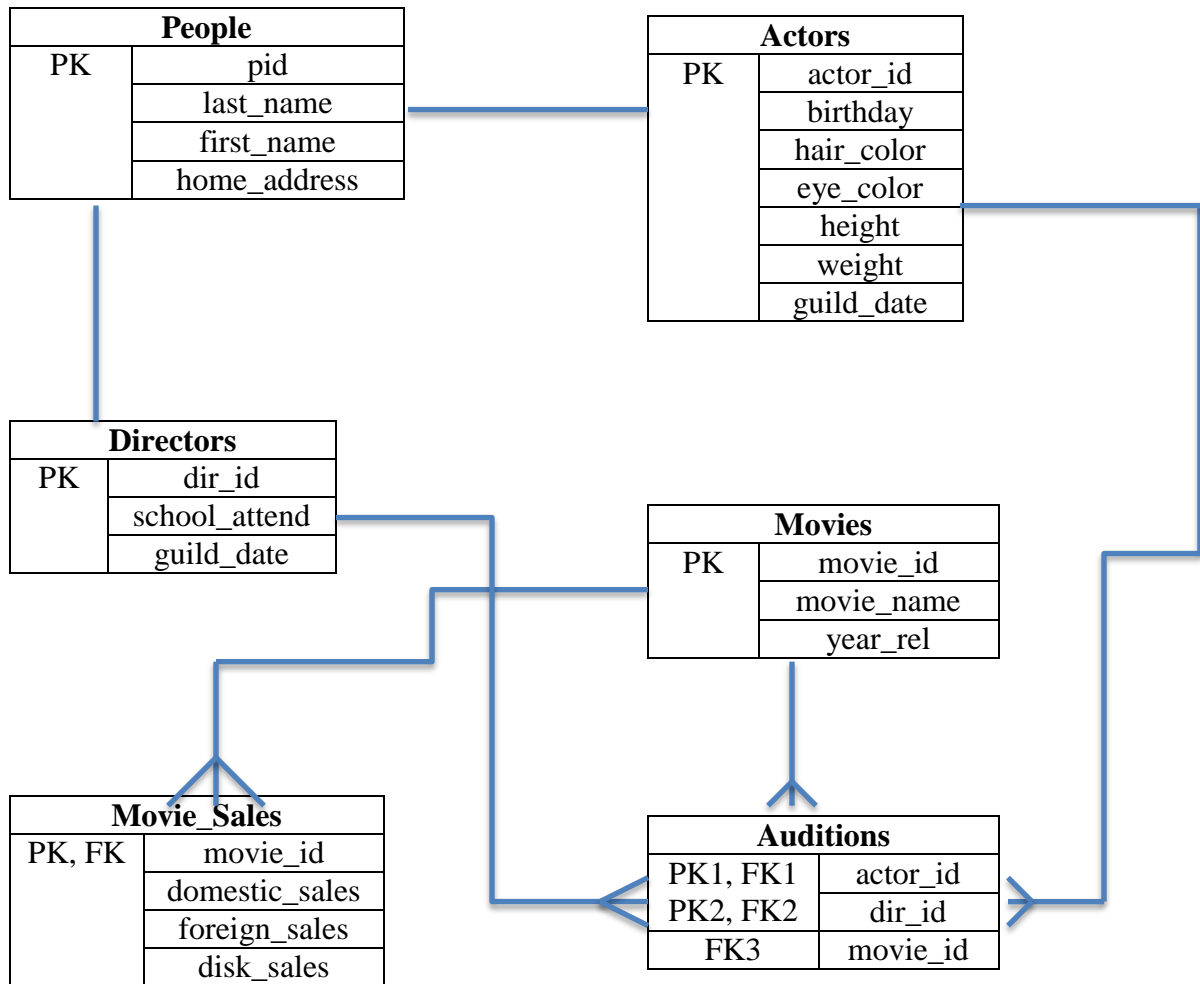 People
PK pid
last_name
first_name
home_address
Actors
PK actor_id
birthday
hair_color
eye_color
height
weight
guild_date
Directors
PK dir_id
school_attend
guild_date
Movies
PK movie_id
movie_name
year_rel
Movie_Sales
PK, FK movie_id
domestic_sales
foreign_sales
disk_sales
Auditions
PK1, FK1 actor_id
PK2, FK2 dir_id
FK3 movie_id